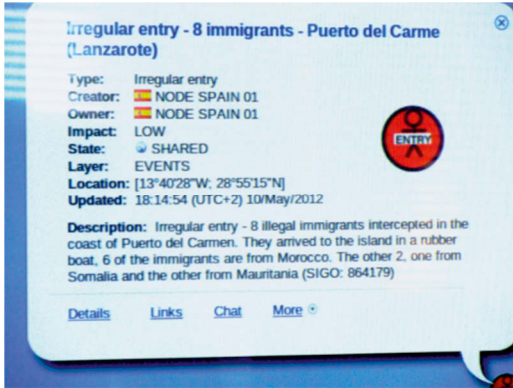 Irregular entry - 8 immigrants - Puerto del Carme
(Lanzarote)
Type: Irregular entry
Creator: NODE SPAIN 01
Owner: NODE SPAIN 01
Impact: LOW
State: SHARED
Layer: EVENTS
Location: [13°40'28"W; 28°55'15"N]
Updated: 18:14:54 (UTC+2) 10/May/2012
ENTRY
Description: Irregular entry - 8 illegal immigrants intercepted in the
coast of Puerto del Carmen. They arrived to the island in a rubber
boat, 6 of the immigrants are from Morocco. The other 2, one from
Somalia and the other from Mauritania (SIGO: 864179)
Details Links Chat More